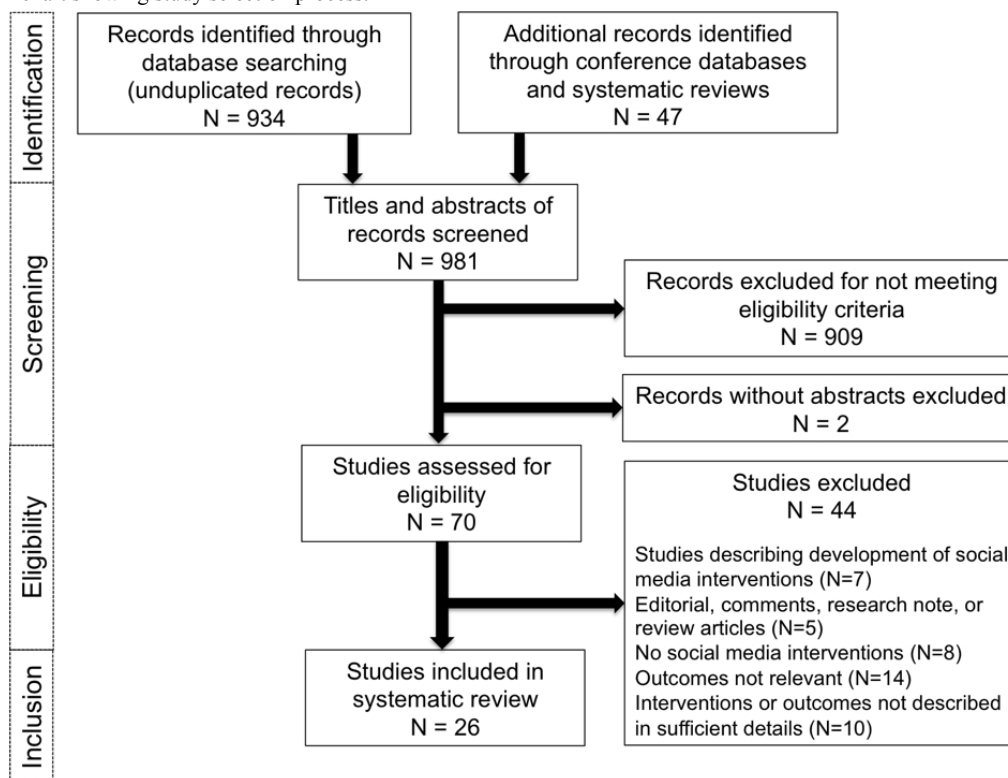 Identification
Records identified through
database searching
(unduplicated records)
N = 934
Additional records identified
through conference databases
and systematic reviews
N = 47
Screening
Titles and abstracts of
records screened
N = 981
Records excluded for not meeting
eligibility criteria
N = 909
Records without abstracts excluded
N = 2
Eligibility
Studies assessed for
eligibility
N = 70
Studies excluded
N = 44
Studies describing development of social
media interventions (N=7)
Editorial, comments, research note, or
review articles (N=5)
No social media interventions (N=8)
Outcomes not relevant (N=14)
Interventions or outcomes not described
in sufficient details (N=10)
Inclusion
Studies included in
systematic review
N = 26